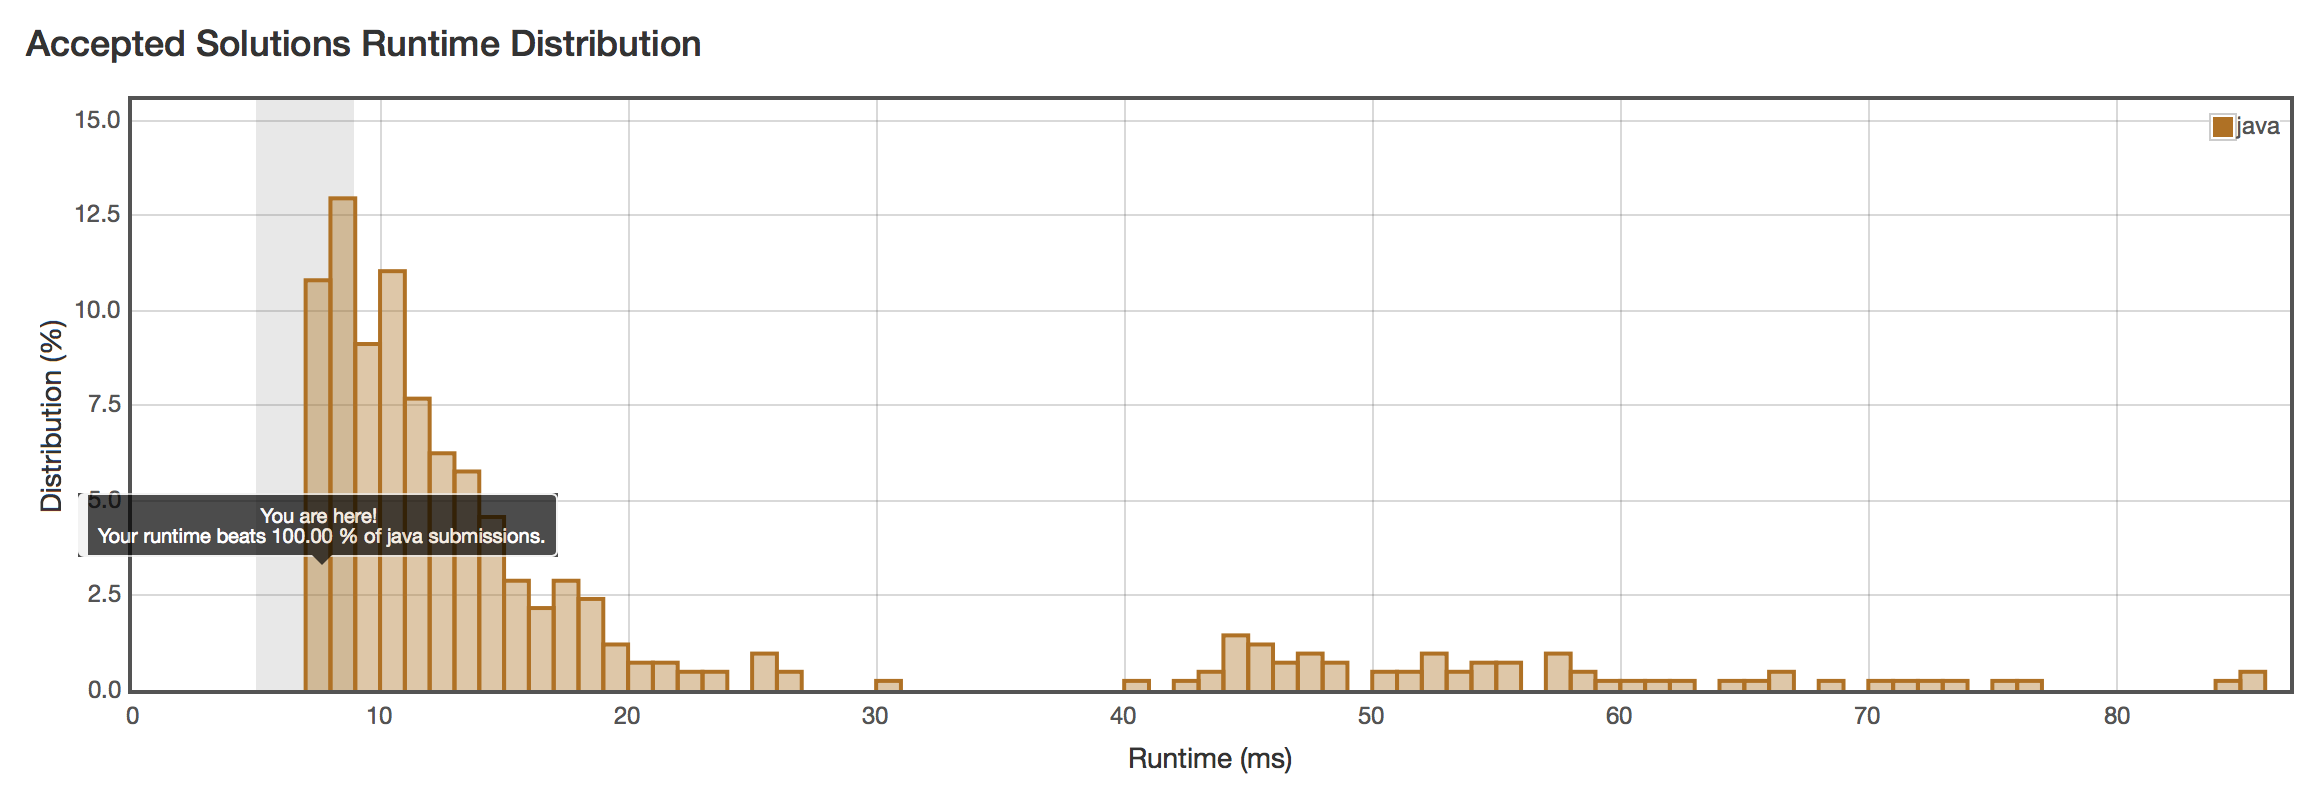 Accepted Solutions Runtime Distribution
15.0
java
12.5
10.0
7.5
5.0
2.5
0.0
Distribution (%)
You are here!
Your runtime beats 100.00 % of java submissions.
0 10 20 30 40 50 60 70 80
Runtime (ms)